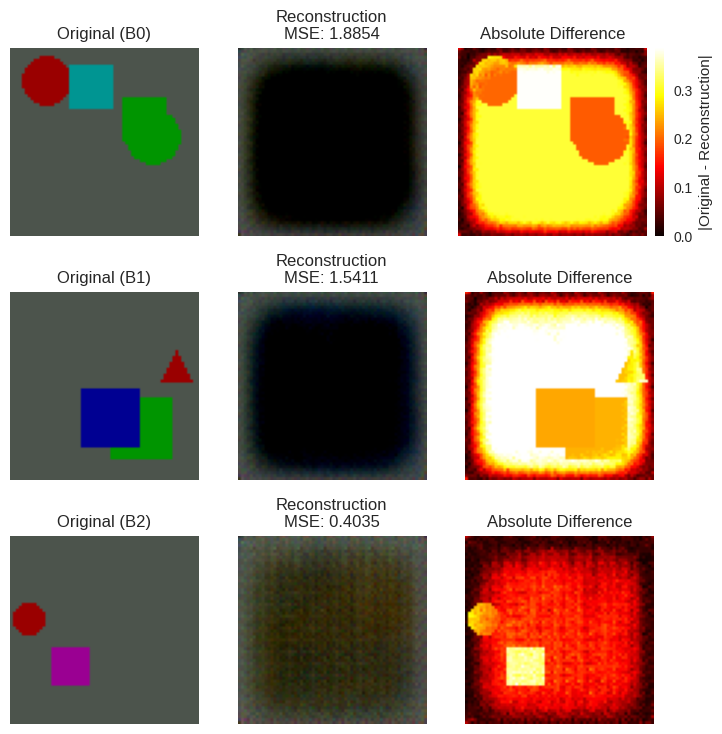 Original (B0)
Reconstruction
MSE: 1.8854
Absolute Difference
0.3
0.2
0.1
0.0
|Original - Reconstruction|
Original (B1)
Reconstruction
MSE: 1.5411
Absolute Difference
Original (B2)
Reconstruction
MSE: 0.4035
Absolute Difference